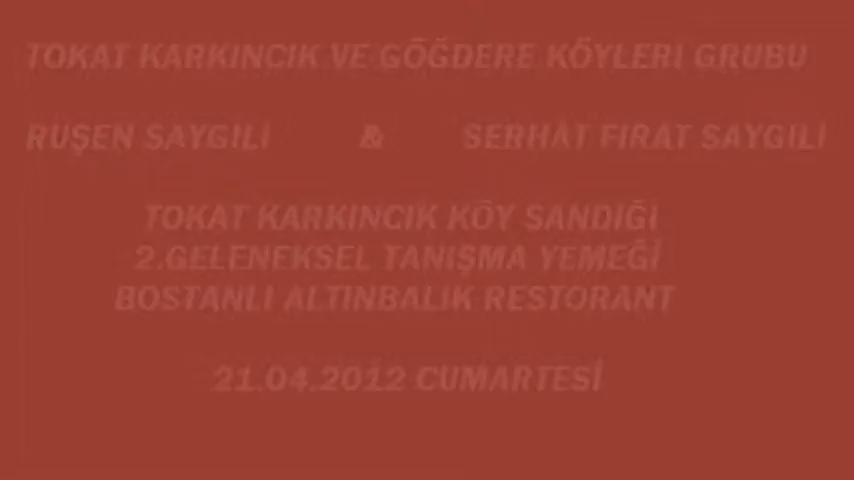 TOKAT KARKINCIK VE GÖĞDERE KÖYLERİ GRUBU
RUŞEN SAYGILI & SERHAT FIRAT SAYGILI
TOKAT KARKINCIK KÖY SANDIĞI
2.GELENEKSEL TANIŞMA YEMEĞİ
BOSTANLI ALTINBALIK RESTORANT
21.04.2012 CUMARTESİ